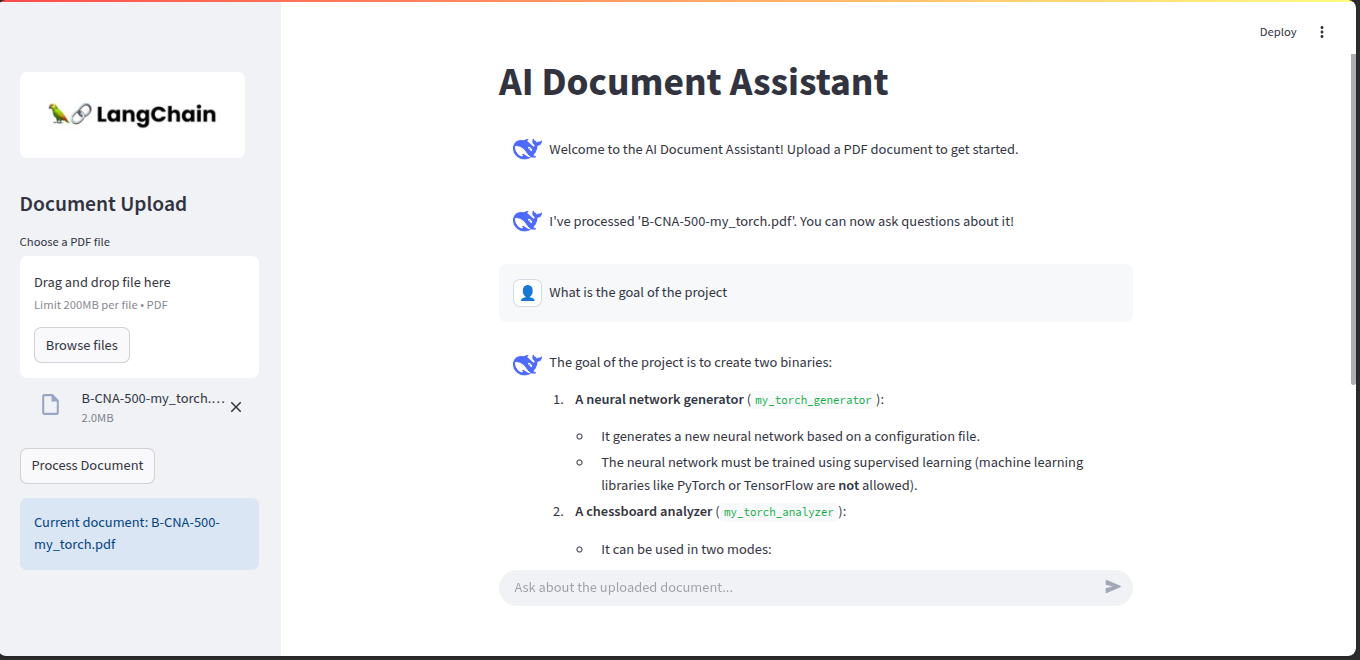 Deploy
LangChain
Document Upload
Choose a PDF file
Drag and drop file here
Limit 200MB per file • PDF
Browse files
B-CNA-500-my_torch....
2.0MB
Process Document
Current document: B-CNA-500-
my_torch.pdf
AI Document Assistant
Welcome to the AI Document Assistant! Upload a PDF document to get started.
I've processed 'B-CNA-500-my_torch.pdf'. You can now ask questions about it!
What is the goal of the project
The goal of the project is to create two binaries:
1. A neural network generator ( my_torch_generator ):
It generates a new neural network based on a configuration file.
The neural network must be trained using supervised learning (machine learning
libraries like PyTorch or TensorFlow are not allowed).
2. A chessboard analyzer ( my_torch_analyzer ):
It can be used in two modes:
Ask about the uploaded document...